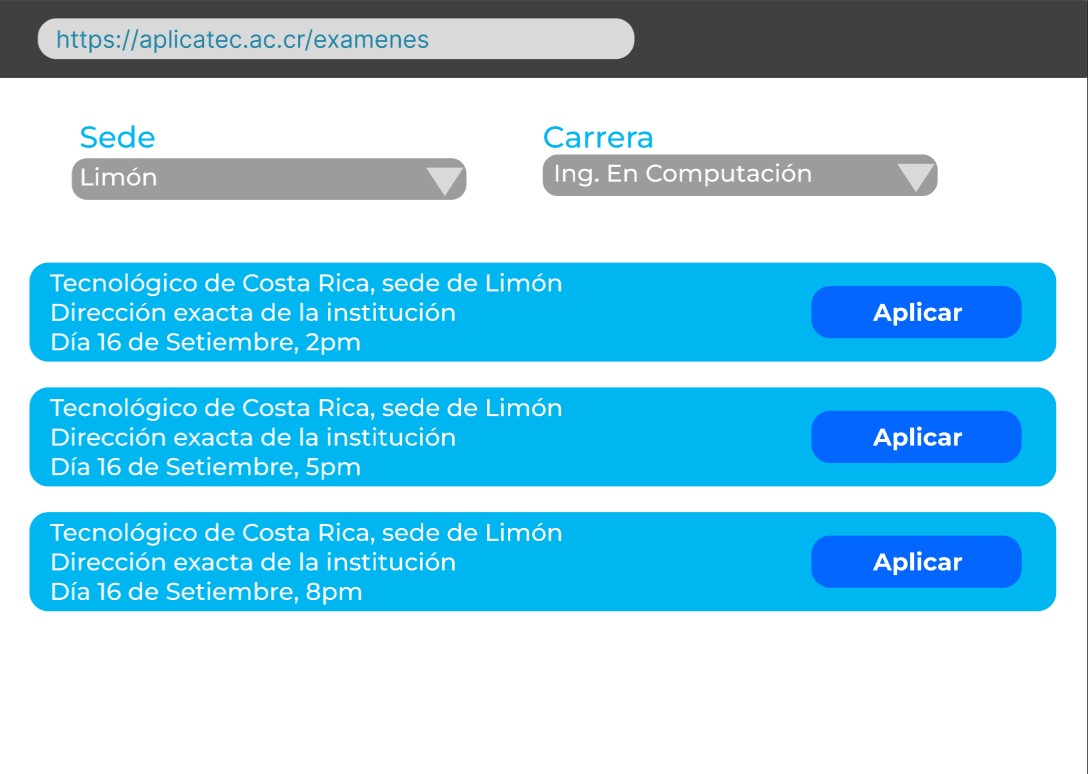 https://aplicatec.ac.cr/examenes
Sede
Carrera
Limón
Ing. En Computación
Tecnológico de Costa Rica, sede de Limón
Dirección exacta de la institución
Día 16 de Setiembre, 2pm
Aplicar
Tecnológico de Costa Rica, sede de Limón
Dirección exacta de la institución
Día 16 de Setiembre, 5pm
Aplicar
Tecnológico de Costa Rica, sede de Limón
Dirección exacta de la institución
Día 16 de Setiembre, 8pm
Aplicar